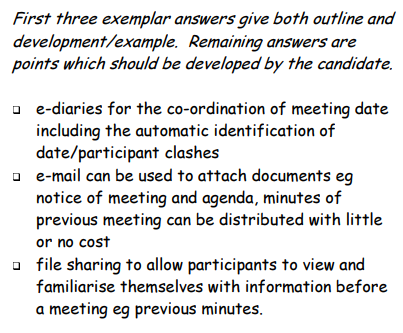 First three exemplar answers give both outline and
development/example. Remaining answers are
points which should be developed by the candidate.
❑ e-diaries for the co-ordination of meeting date
including the automatic identification of
date/participant clashes
❑ e-mail can be used to attach documents eg
notice of meeting and agenda, minutes of
previous meeting can be distributed with little
or no cost
❑ file sharing to allow participants to view and
familiarise themselves with information before
a meeting eg previous minutes.